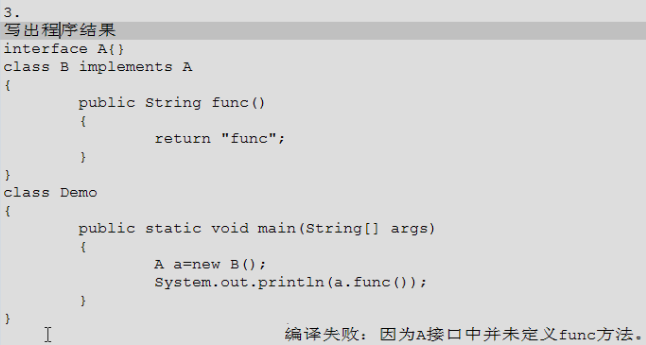 3.
写出程序结果
interface A{}
class B implements A
{
        public String func()
        {
                return "func";
        }
}
class Demo
{
        public static void main(String[] args)
        {
                A a=new B();
                System.out.println(a.func());
        }
}
编译失败：因为A接口中并未定义func方法。